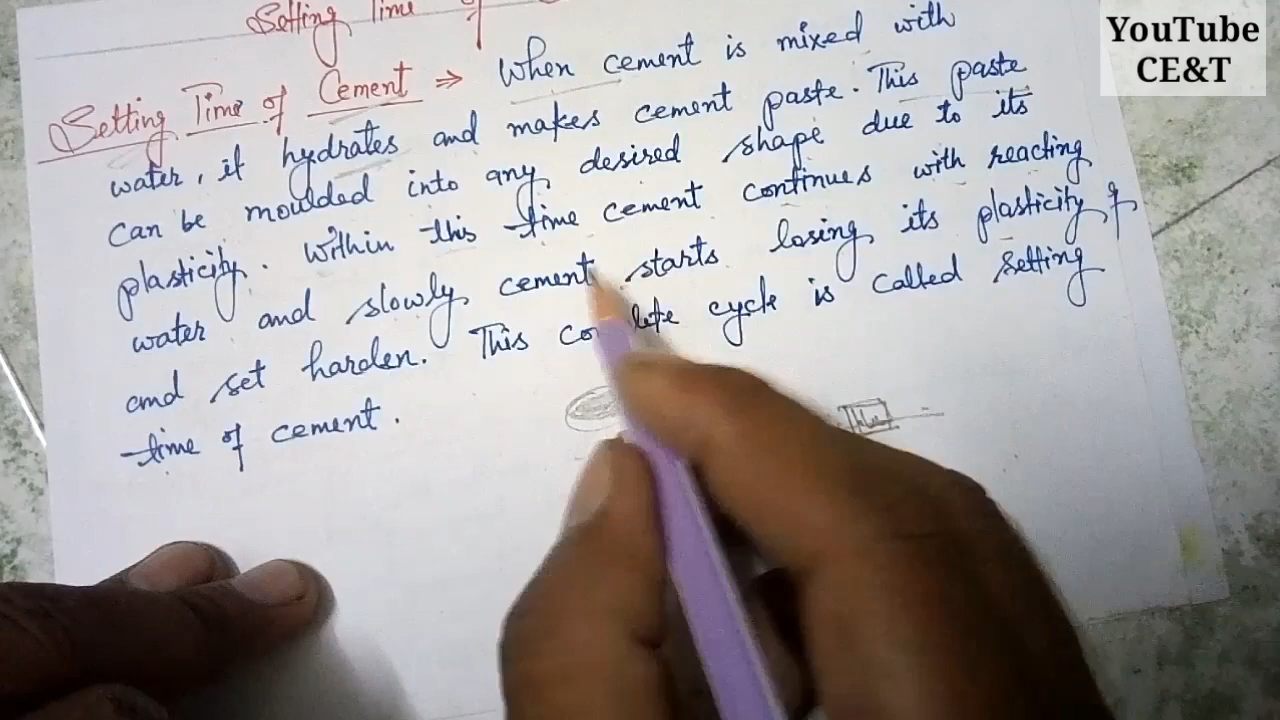 Setting Time of
YouTube
CE&T
Setting Time of Cement ⇒ When cement is mixed with
water, it hydrates and makes cement paste. This paste
can be moulded into any desired shape due to its
plasticity. Within this time cement continues with reacting
water and slowly cement starts losing its plasticity
and set harden. This cycle is called setting
time of cement.